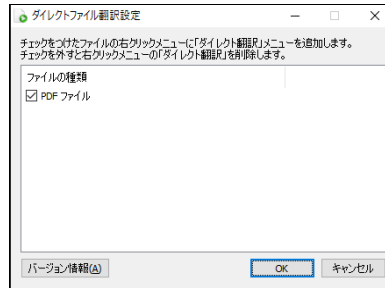 ダイレクトファイル翻訳設定
チェックをつけたファイルの右クリックメニューに「ダイレクト翻訳」メニューを追加します。
チェックを外すと右クリックメニューの「ダイレクト翻訳」を削除します。
ファイルの種類
PDF ファイル
バージョン情報(A)
OK
キャンセル